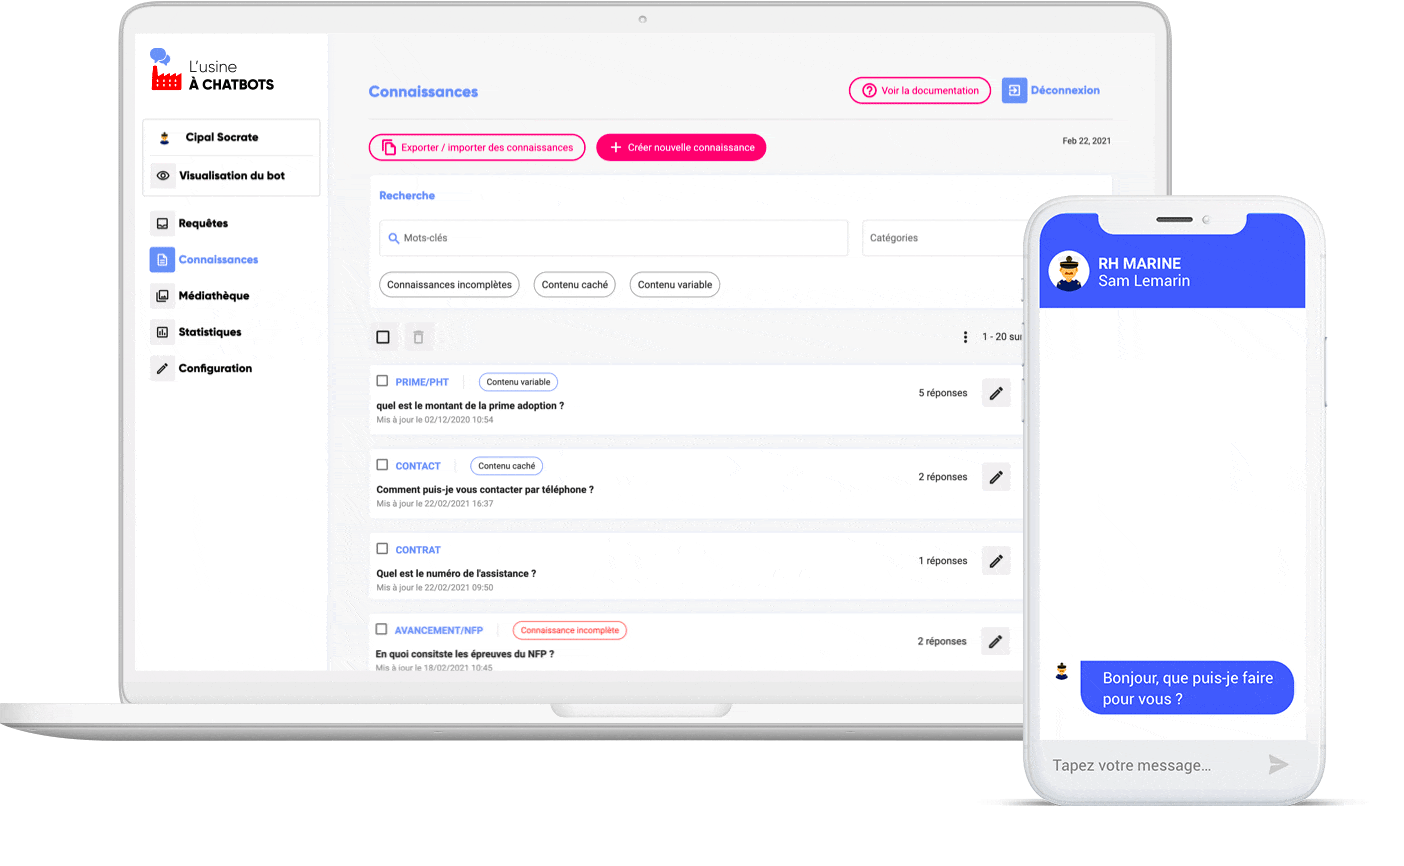 L'usine
À CHATBOTS
Cipal Socrate
Visualisation du bot
Requêtes
Connaissances
Médiathèque
Statistiques
Configuration
Connaissances
Voir la documentation
Déconnexion
Exporter / importer des connaissances
Créer nouvelle connaissance
Feb 22, 2021
Recherche
Mots-clés
Catégories
Connaissances incomplètes
Contenu caché
Contenu variable
1 - 20 sur
PRIME/PHT
Contenu variable
quel est le montant de la prime adoption ?
Mis à jour le 02/12/2020 10:54
5 réponses
CONTACT
Contenu caché
Comment puis-je vous contacter par téléphone ?
Mis à jour le 22/02/2021 16:37
2 réponses
CONTRAT
Quel est le numéro de l'assistance ?
Mis à jour le 22/02/2021 09:50
1 réponses
AVANCEMENT/NFP
Connaissance incomplète
En quoi consitste les épreuves du NFP ?
Mis à jour le 18/02/2021 10:45
2 réponses
RH MARINE
Sam Lemarin
Bonjour, que puis-je faire
pour vous ?
Tapez votre message...